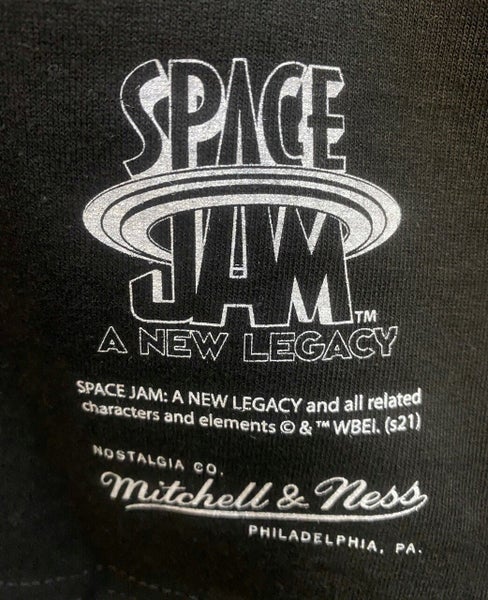 SPACE
JAM™
A NEW LEGACY
SPACE JAM: A NEW LEGACY and all related
characters and elements © & ™ WBEI. (s21)
NOSTALGIA CO.
Mitchell & Ness
PHILADELPHIA, PA.